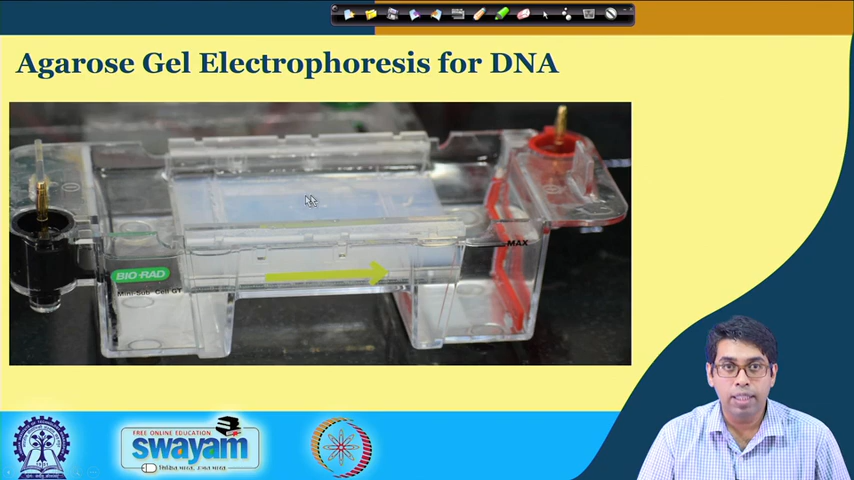 Agarose Gel Electrophoresis for DNA
MAX
BIO-RAD
Mini-Sub Cell GT
FREE ONLINE EDUCATION
swayam